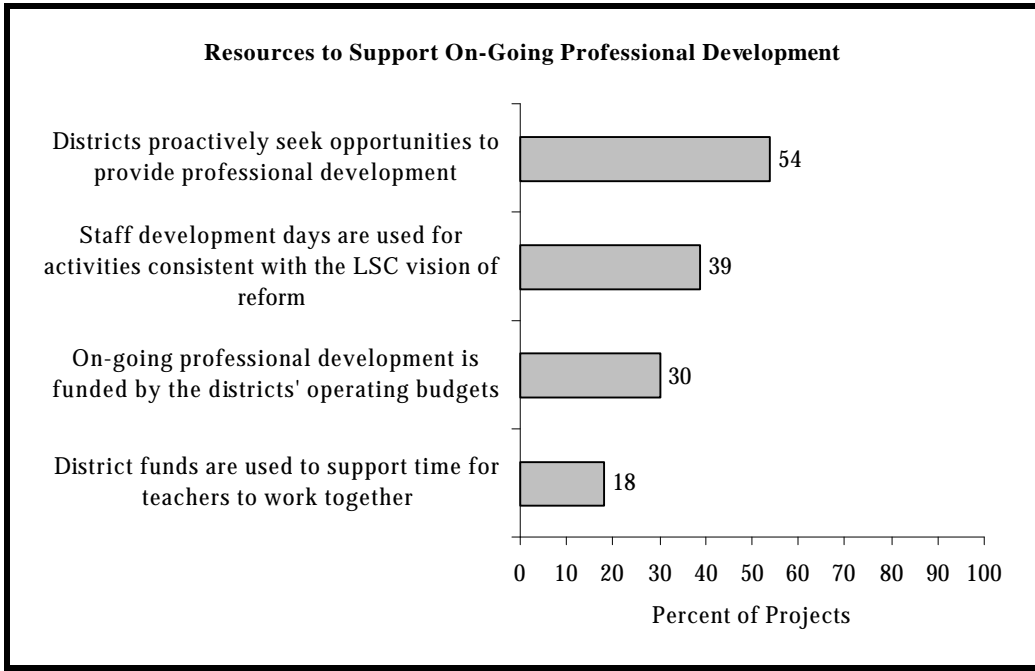 Resources to Support On-Going Professional Development
Districts proactively seek opportunities to
provide professional development
54
Staff development days are used for
activities consistent with the LSC vision of
reform
39
On-going professional development is
funded by the districts' operating budgets
30
District funds are used to support time for
teachers to work together
18
0 10 20 30 40 50 60 70 80 90 100
Percent of Projects